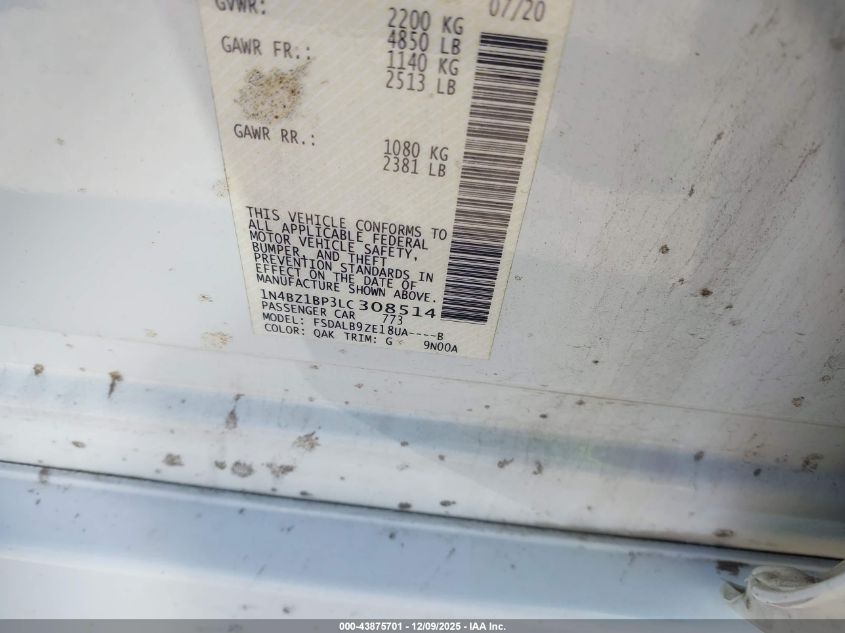 GVWR: 2200 KG 07/20
4850 LB
GAWR FR.: 1140 KG
2513 LB
GAWR RR.: 1080 KG
2381 LB
THIS VEHICLE CONFORMS TO
ALL APPLICABLE FEDERAL
MOTOR VEHICLE SAFETY,
BUMPER, AND THEFT
PREVENTION STANDARDS IN
EFFECT ON THE DATE OF
MANUFACTURE SHOWN ABOVE.
1N4BZ1BP3LC308514
PASSENGER CAR 773
MODEL: FSDALB9ZE18UA----B
COLOR: QAK TRIM: G 9N00A
000-43875701 - 12/09/2025 - IAA Inc.